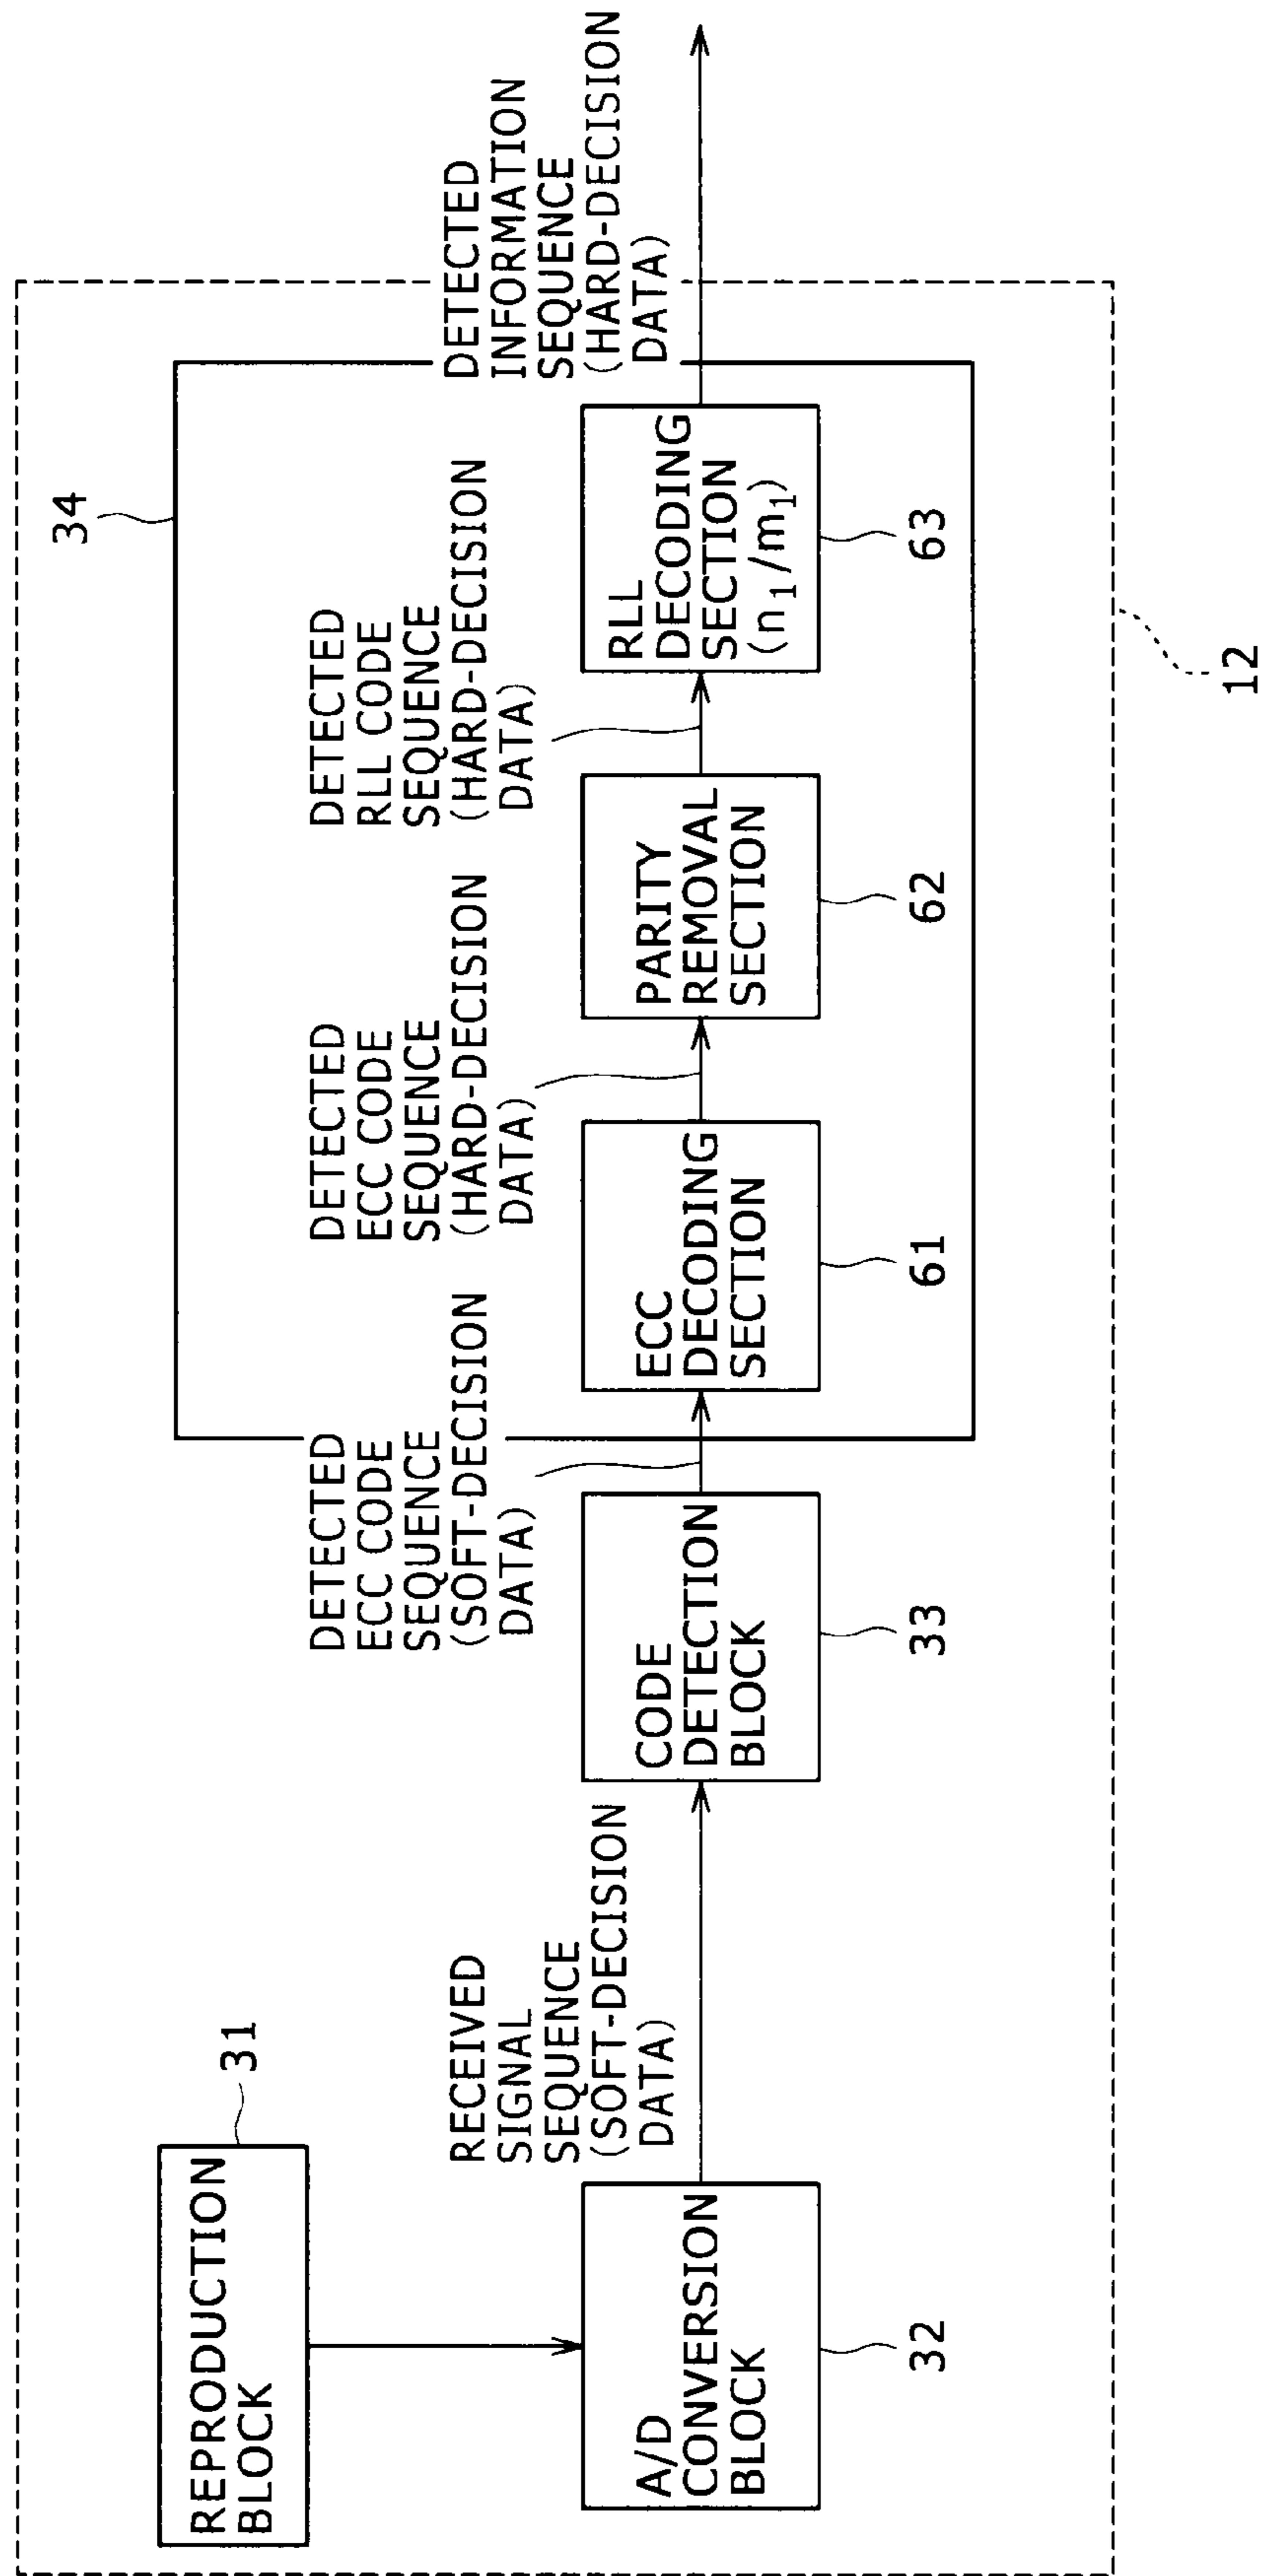 REPRODUCTION
BLOCK
31
A/D
CONVERSION
BLOCK
32
RECEIVED
SIGNAL
SEQUENCE
(SOFT-DECISION
DATA)
CODE
DETECTION
BLOCK
33
DETECTED
ECC CODE
SEQUENCE
(SOFT-DECISION
DATA)
34
ECC
DECODING
SECTION
61
DETECTED
ECC CODE
SEQUENCE
(HARD-DECISION
DATA)
PARITY
REMOVAL
SECTION
62
DETECTED
RLL CODE
SEQUENCE
(HARD-DECISION
DATA)
RLL
DECODING
SECTION
(n₁/m₁)
63
DETECTED
INFORMATION
SEQUENCE
(HARD-DECISION
DATA)
12